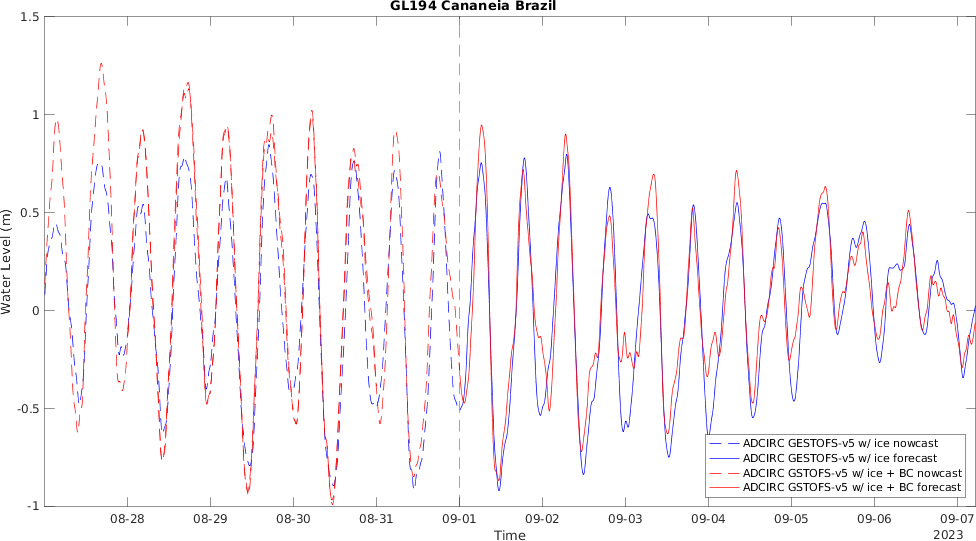 GL194 Cananeia Brazil
1.5
1
0.5
0
-0.5
-1
Water Level (m)
ADCIRC GESTOFS-v5 w/ ice nowcast
ADCIRC GESTOFS-v5 w/ ice forecast
ADCIRC GSTOFS-v5 w/ ice + BC nowcast
ADCIRC GSTOFS-v5 w/ ice + BC forecast
08-28 08-29 08-30 08-31 09-01 09-02 09-03 09-04 09-05 09-06 09-07
Time
2023